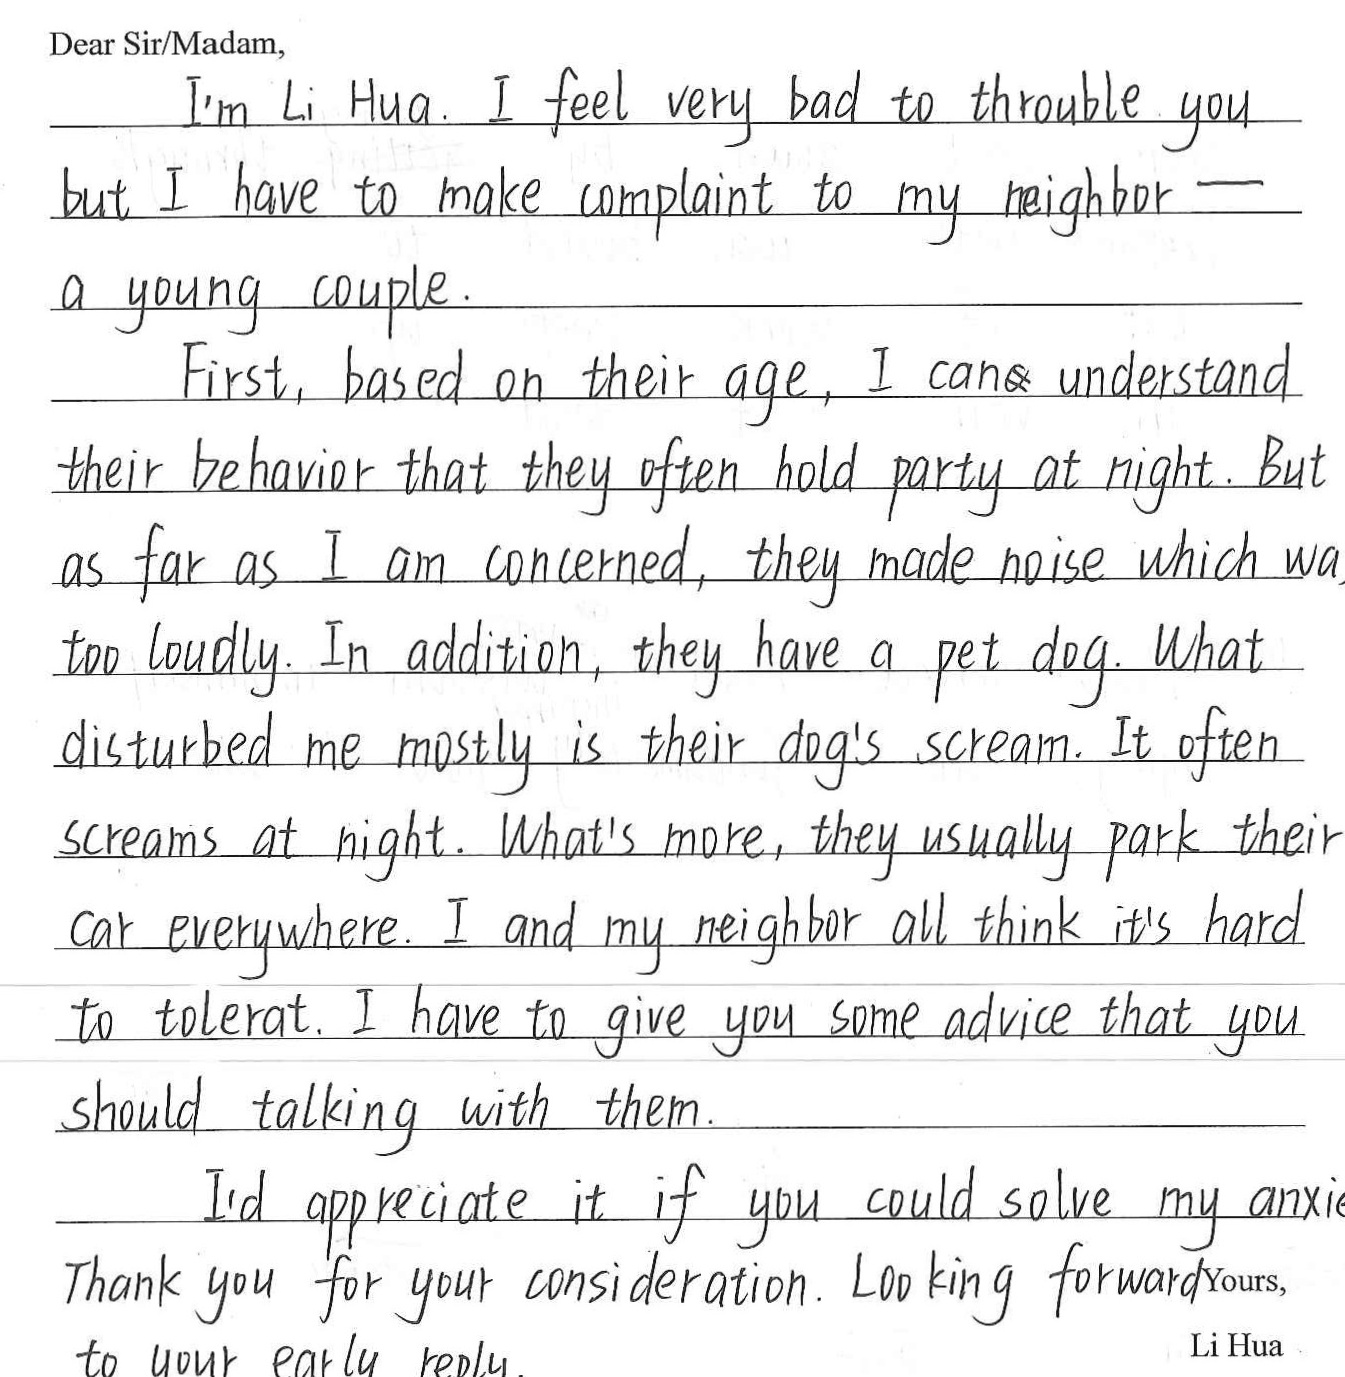 Dear Sir/Madam,
I'm Li Hua. I feel very bad to throuble you
but I have to make complaint to my neighbor —
a young couple.
First, based on their age, I can understand
their behavior that they often hold party at night. But
as far as I am concerned, they made noise which wa
too loudly. In addition, they have a pet dog. What
disturbed me mostly is their dog's scream. It often
screams at night. What's more, they usually park their
car everywhere. I and my neighbor all think it's hard
to tolerat. I have to give you some advice that you
should talking with them.
I'd appreciate it if you could solve my anxie
Thank you for your consideration. Looking forward
to your early reply.
Yours,
Li Hua